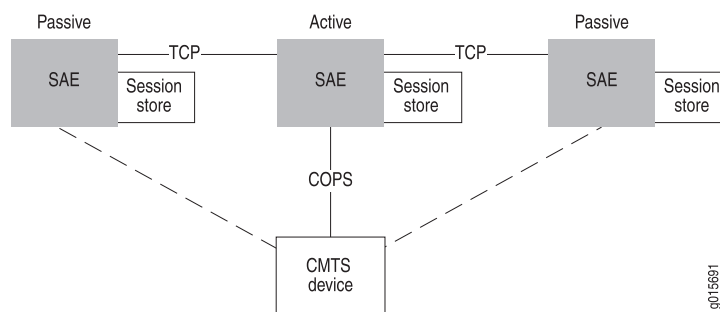 Passive
Active
Passive
TCP
TCP
SAE
SAE
SAE
Session
store
Session
store
Session
store
COPS
CMTS
device
g015691